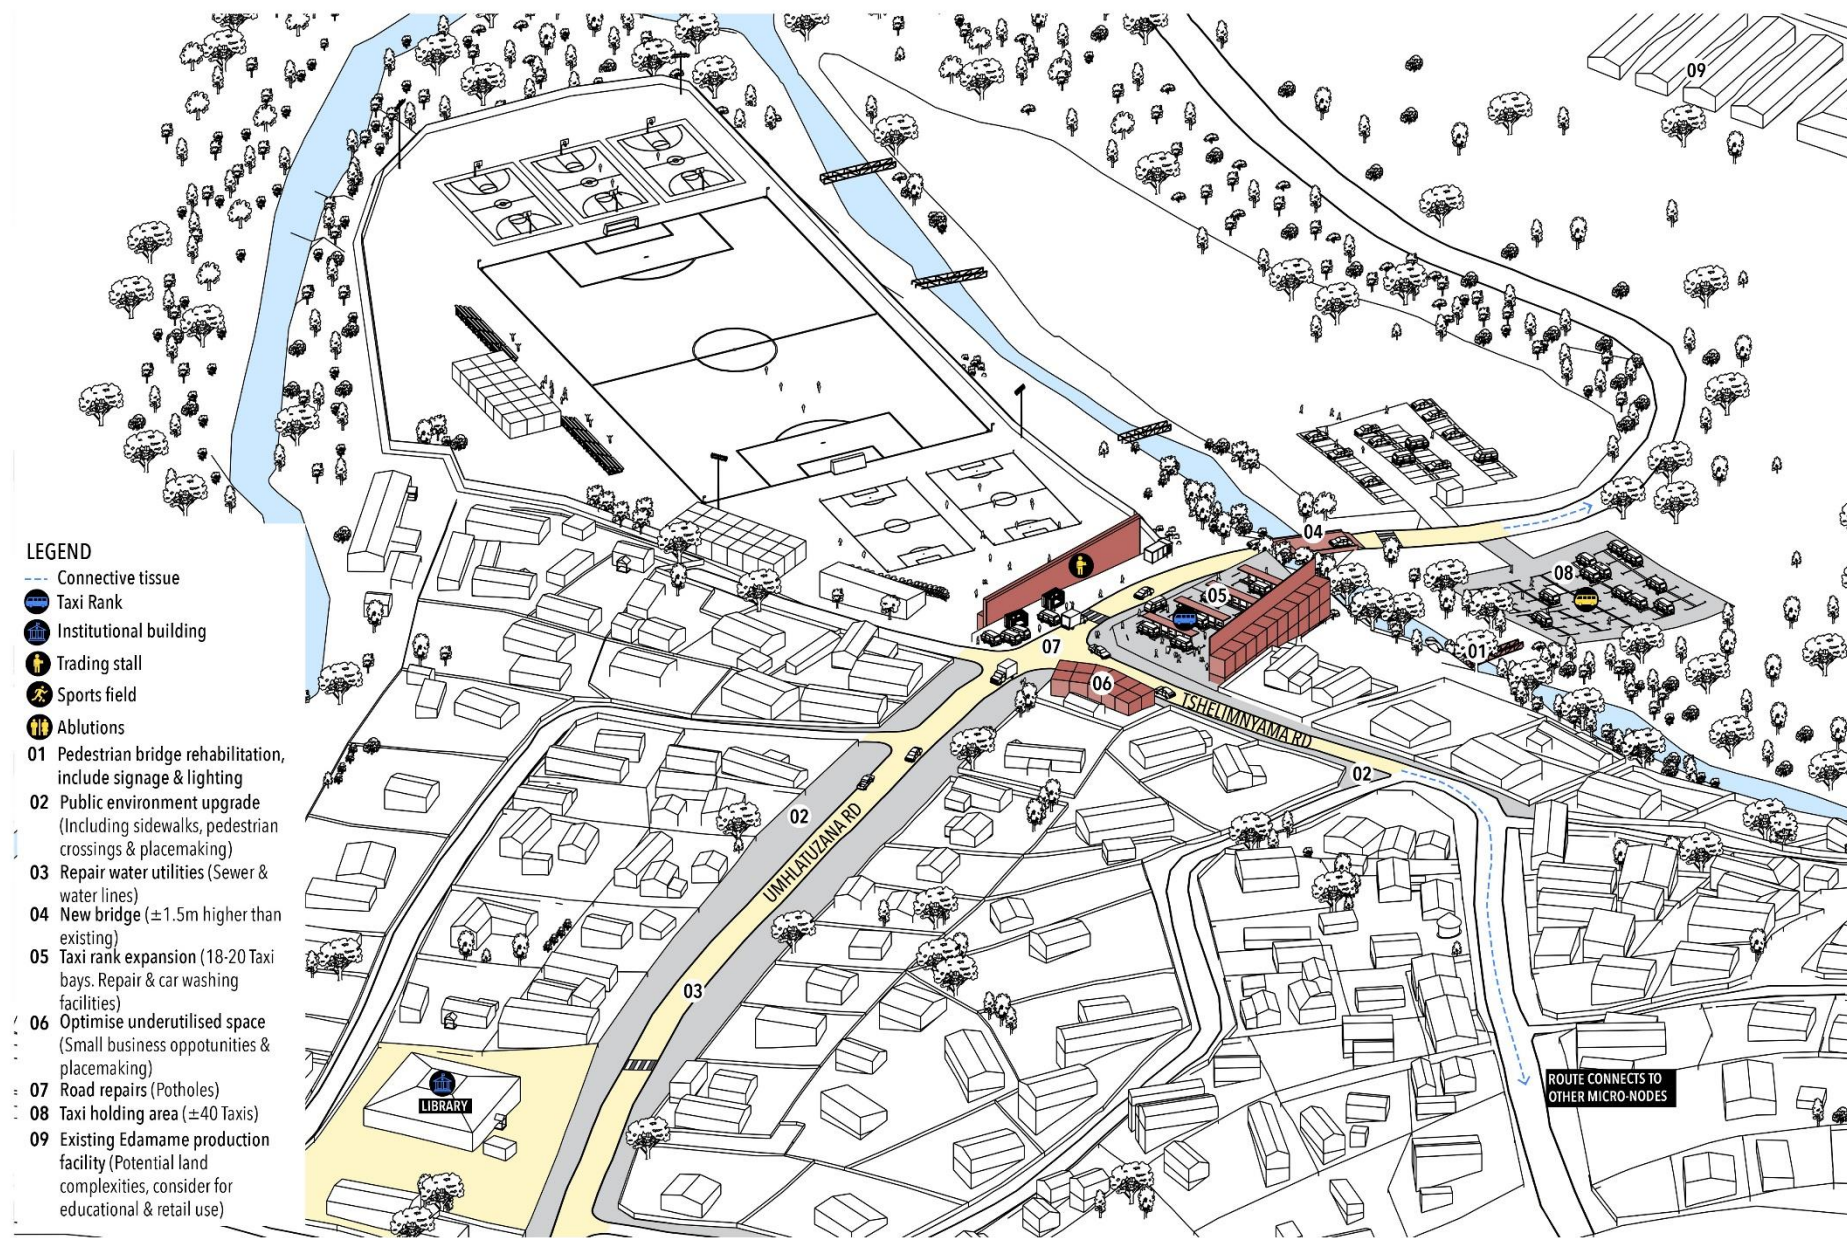 LEGEND
Connective tissue
Taxi Rank
Institutional building
Trading stall
Sports field
Ablutions
01 Pedestrian bridge rehabilitation,
include signage & lighting
02 Public environment upgrade
(Including sidewalks, pedestrian
crossings & placemaking)
03 Repair water utilities (Sewer &
water lines)
04 New bridge (±1.5m higher than
existing)
05 Taxi rank expansion (18-20 Taxi
bays. Repair & car washing
facilities)
06 Optimise underutilised space
(Small business oppotunities &
placemaking)
07 Road repairs (Potholes)
08 Taxi holding area (±40 Taxis)
09 Existing Edamame production
facility (Potential land
complexities, consider for
educational & retail use)
09
04
08
05
01
07
06
TSHELIMNYAMA RD
02
02
UMHLATUZANA RD
03
LIBRARY
ROUTE CONNECTS TO
OTHER MICRO-NODES